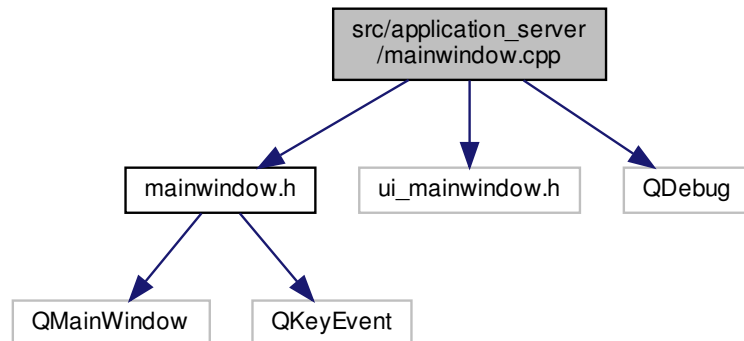 src/application_server
/mainwindow.cpp
mainwindow.h
ui_mainwindow.h
QDebug
QMainWindow
QKeyEvent